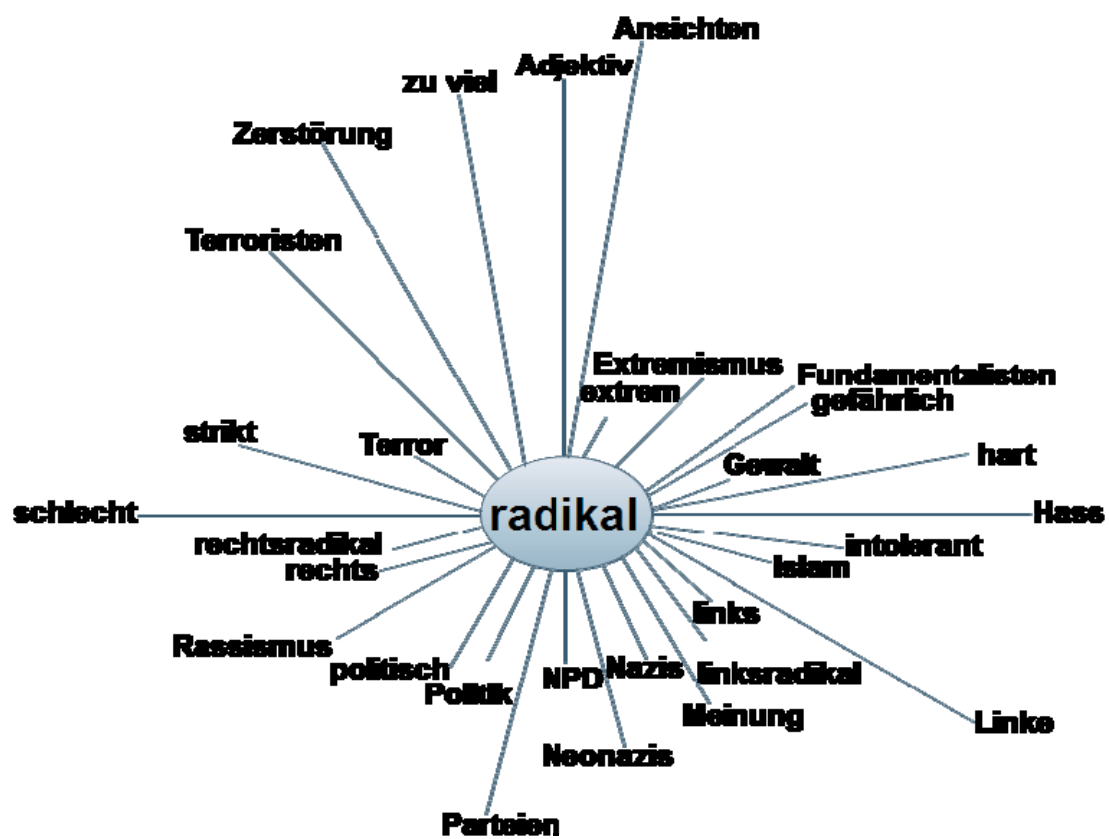 Ansichten
Adjektiv
zu viel
Zerstörung
Terroristen
Extremismus
Fundamentalisten
extrem
gefährlich
strikt
Terror
Gewalt
hart
schlecht
radikal
Hass
rechtsradikal
intolerant
rechts
Islam
links
Rassismus
politisch
Politik
NPD
Nazis
linksradikal
Meinung
Linke
Neonazis
Parteien